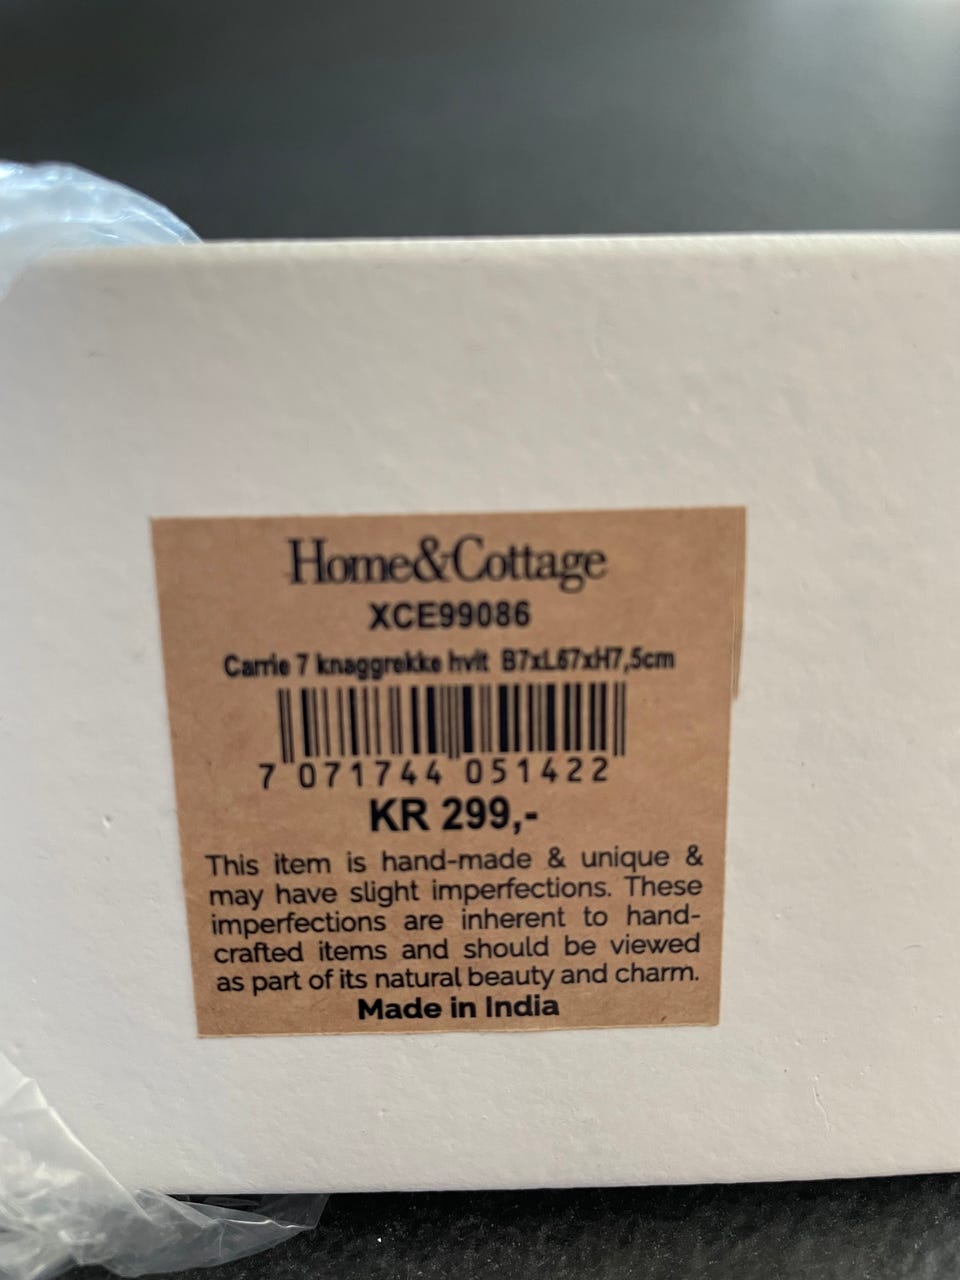 Home&Cottage
XCE99086
Carrie 7 knaggrekke hvit B7xL67xH7,5cm
7 071744 051422
KR 299,-
This item is hand-made & unique &
may have slight imperfections. These
imperfections are inherent to hand-
crafted items and should be viewed
as part of its natural beauty and charm.
Made in India